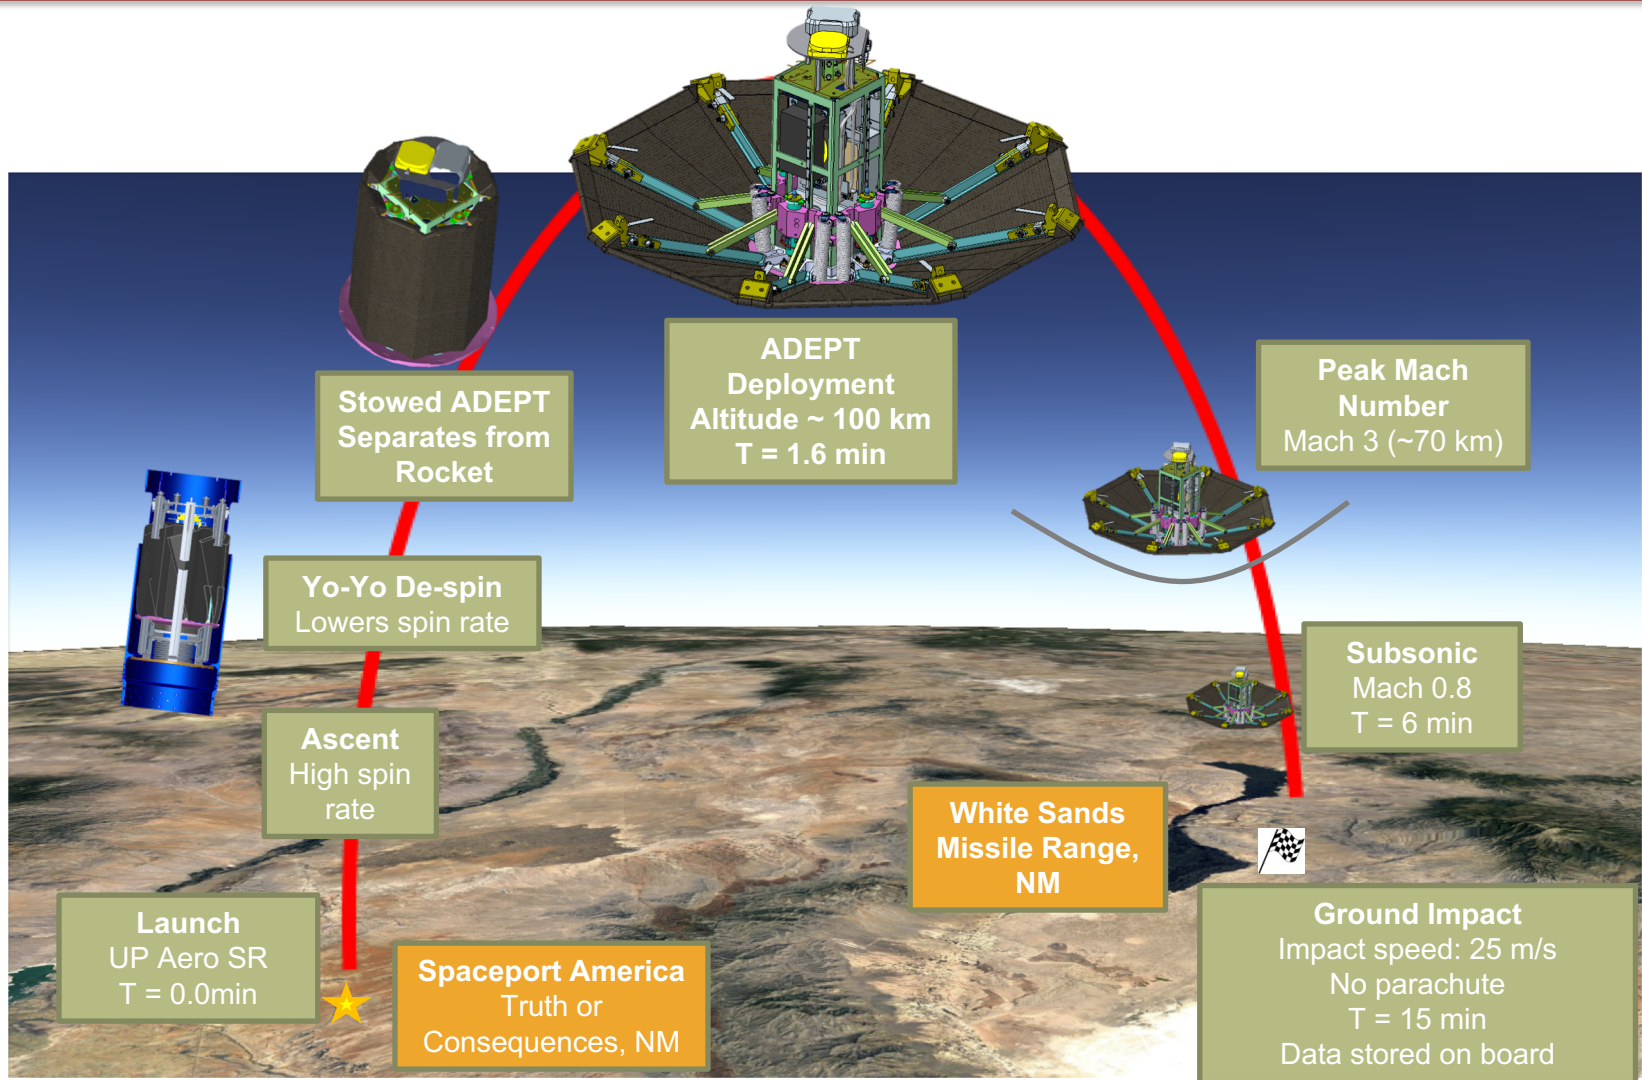 ADEPT
Deployment
Altitude ~ 100 km
T = 1.6 min
Stowed ADEPT
Separates from
Rocket
Peak Mach
Number
Mach 3 (~70 km)
Yo-Yo De-spin
Lowers spin rate
Subsonic
Mach 0.8
T = 6 min
Ascent
High spin
rate
White Sands
Missile Range,
NM
Launch
UP Aero SR
T = 0.0min
Spaceport America
Truth or
Consequences, NM
Ground Impact
Impact speed: 25 m/s
No parachute
T = 15 min
Data stored on board